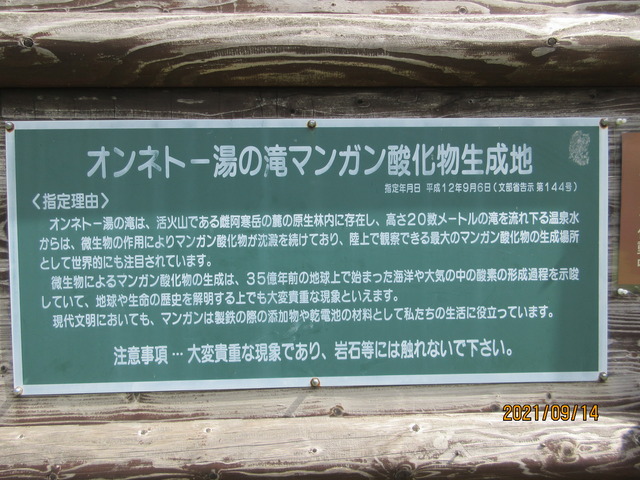 オンネトー湯の滝マンガン酸化物生成地
指定年月日 平成12年9月6日(文部省告示 第144号)
〈指定理由〉
オンネトー湯の滝は、活火山である雌阿寒岳の麓の原生林内に存在し、高さ20数メートルの滝を流れ下る温泉水
からは、微生物の作用によりマンガン酸化物が沈澱を続けており、陸上で観察できる最大のマンガン酸化物の生成場所
として世界的にも注目されています。
微生物によるマンガン酸化物の生成は、35億年前の地球上で始まった海洋や大気の中の酸素の形成過程を示唆
していて、地球や生命の歴史を解明する上でも大変貴重な現象といえます。
現代文明においても、マンガンは製鉄の際の添加物や乾電池の材料として私たちの生活に役立っています。
注意事項…大変貴重な現象であり、岩石等には触れないで下さい。
2021/09/14